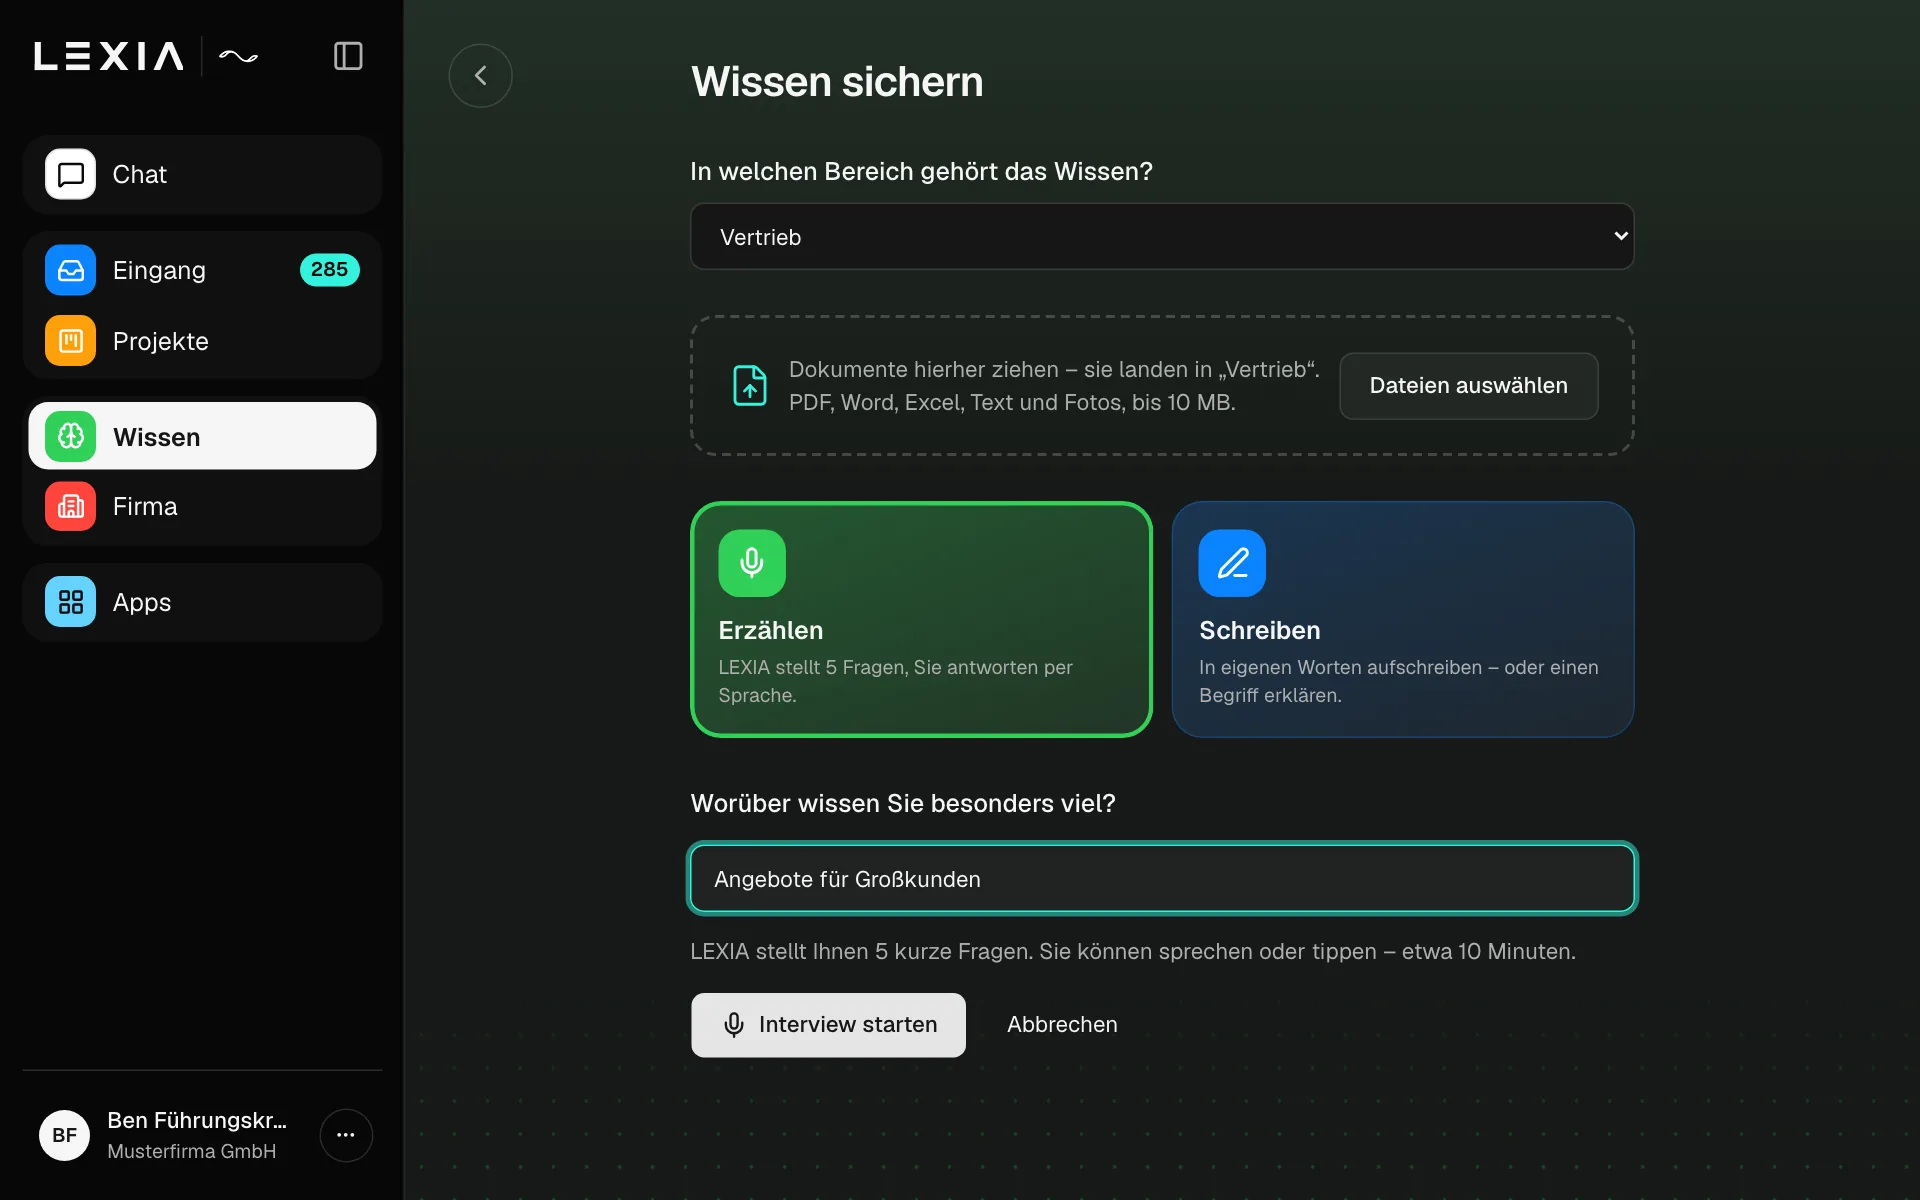 LEXIA
Chat
Eingang 285
Projekte
Wissen
Firma
Apps
BF
Ben Führungskr...
Musterfirma GmbH
Wissen sichern
In welchen Bereich gehört das Wissen?
Vertrieb
Dokumente hierher ziehen – sie landen in „Vertrieb“.
PDF, Word, Excel, Text und Fotos, bis 10 MB.
Dateien auswählen
Erzählen
LEXIA stellt 5 Fragen, Sie antworten per
Sprache.
Schreiben
In eigenen Worten aufschreiben – oder einen
Begriff erklären.
Worüber wissen Sie besonders viel?
Angebote für Großkunden
LEXIA stellt Ihnen 5 kurze Fragen. Sie können sprechen oder tippen – etwa 10 Minuten.
Interview starten
Abbrechen